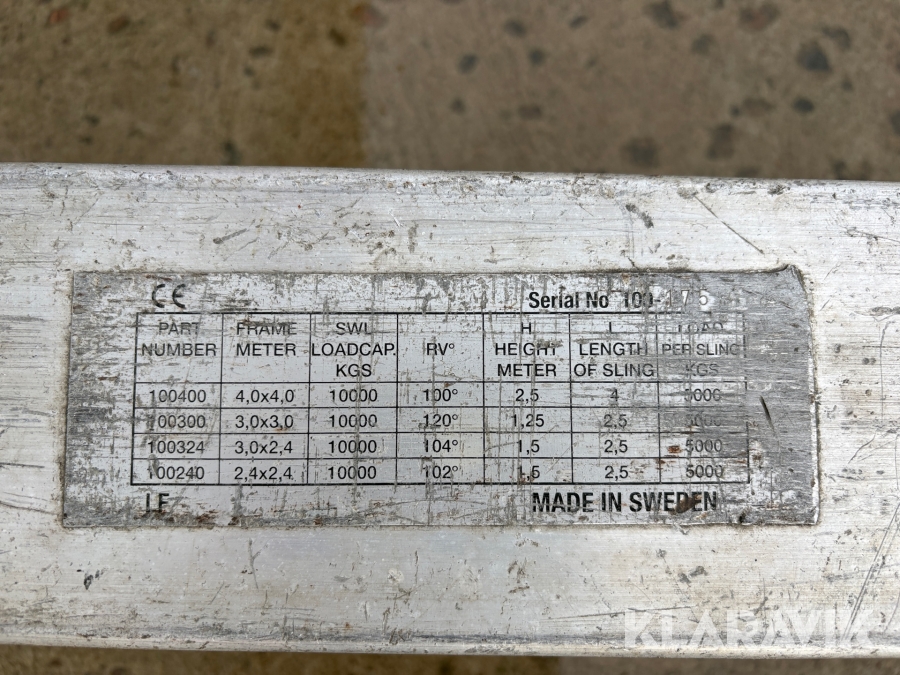 CE
Serial No 100-
PART NUMBER FRAME METER SWL LOADCAP. KGS RV° H HEIGHT METER L LENGTH OF SLING LOAD PER SLING KGS
100400 4,0x4,0 10000 100° 2,5 4 5000
100300 3,0x3,0 10000 120° 1,25 2,5 5000
100324 3,0x2,4 10000 104° 1,5 2,5 5000
100240 2,4x2,4 10000 102° 1,5 2,5 5000
MADE IN SWEDEN
KLARAVIK